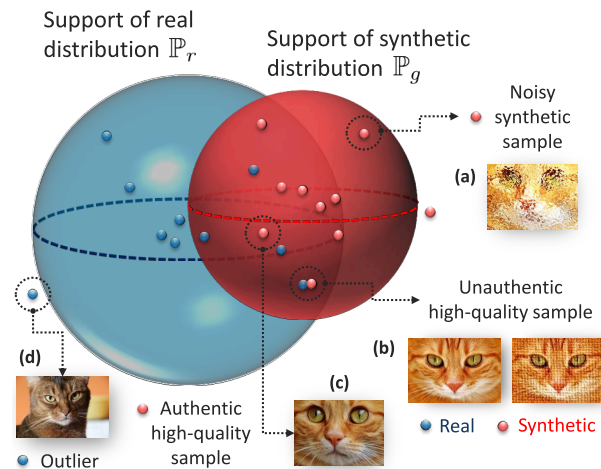 Support of real
distribution ℙr
Support of synthetic
distribution ℙg
Noisy
synthetic
sample
(a)
Unauthentic
high-quality sample
(b)
Real
Synthetic
(c)
Authentic
high-quality
sample
(d)
Outlier